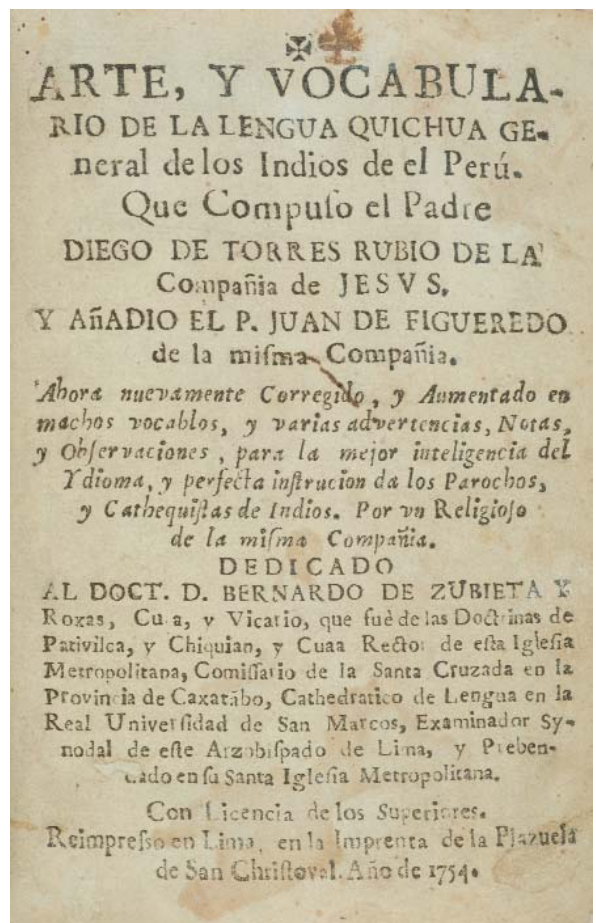 ARTE, Y VOCABULA-
RIO DE LA LENGUA QUICHUA GE-
neral de los Indios de el Perú.
Que Compuſo el Padre
DIEGO DE TORRES RUBIO DE LA
Compañia de JESVS.
Y AñADIO EL P. JUAN DE FIGUEREDO
de la miſma Compañia.
Ahora nuevamente Corregido, y Aumentado en
machos vocablos, y varias advertencias, Notas,
y Obſervaciones, para la mejor inteligencia del
Ydioma, y perfecta inſtrucion da los Parochos,
y Cathequiſtas de Indios. Por vn Religioſo
de la miſma Compañia.
DEDICADO
AL DOCT. D. BERNARDO DE ZUBIETA Y
Roxas, Cura, y Vicario, que fuè de las Doctrinas de
Pativilca, y Chiquian, y Cuaa Rector de eſta Igleſia
Metropolitana, Comiſſario de la Santa Cruzada en la
Provincia de Caxatãbo, Cathedratico de Lengua en la
Real Univerſidad de San Marcos, Examinador Sy-
nodal de eſte Arzobiſpado de Lima, y Preben-
dado en ſu Santa Igleſia Metropolitana.
Con Licencia de los Superiores.
Reimpreſſo en Lima, en la Imprenta de la Plazuela
de San Chriſtoval. Año de 1754.